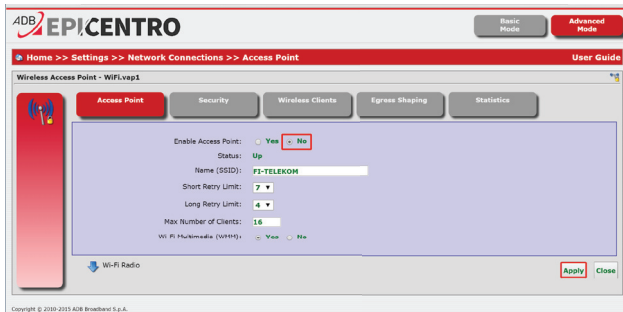 ADB EPICENTRO
Basic Mode
Advanced Mode
Home >> Settings >> Network Connections >> Access Point
User Guide
Wireless Access Point - WiFi.vap1
Access Point
Security
Wireless Clients
Egress Shaping
Statistics
Enable Access Point: Yes No
Status: Up
Name (SSID): FI-TELEKOM
Short Retry Limit: 7
Long Retry Limit: 4
Max Number of Clients: 16
Wi-Fi Multimedia (WMM): Yes No
Wi-Fi Radio
Apply
Close
Copyright © 2010-2015 ADB Broadband S.p.A.